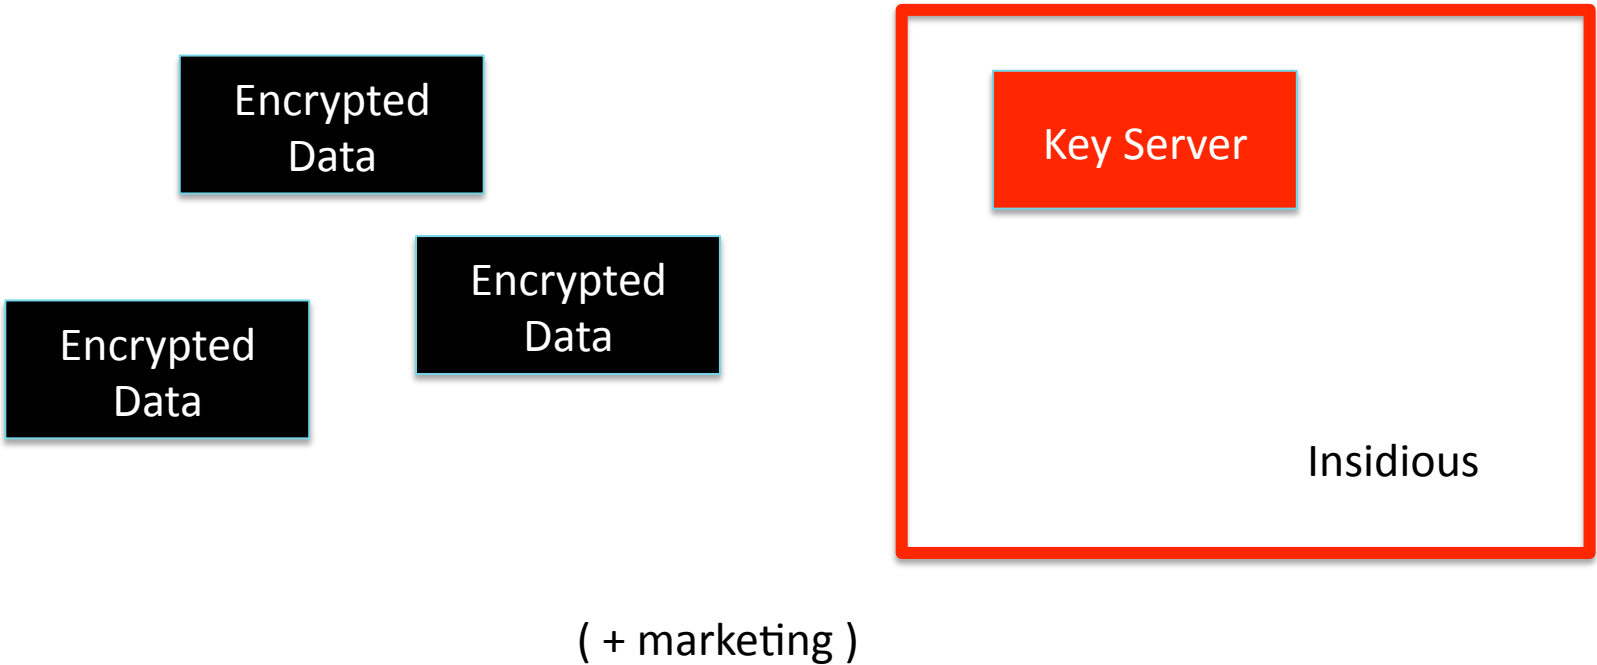 Encrypted
Data
Key Server
Encrypted
Data
Encrypted
Data
Insidious
( + marketing )